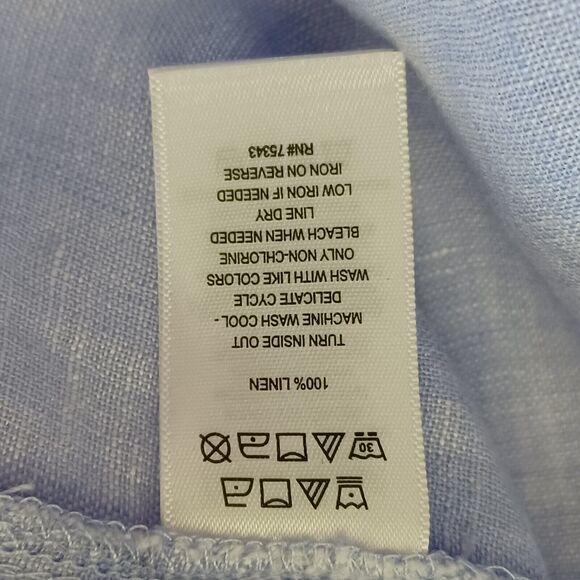 30
100% LINEN
TURN INSIDE OUT
MACHINE WASH COOL -
DELICATE CYCLE
WASH WITH LIKE COLORS
ONLY NON-CHLORINE
BLEACH WHEN NEEDED
LINE DRY
LOW IRON IF NEEDED
IRON ON REVERSE
RN# 75343